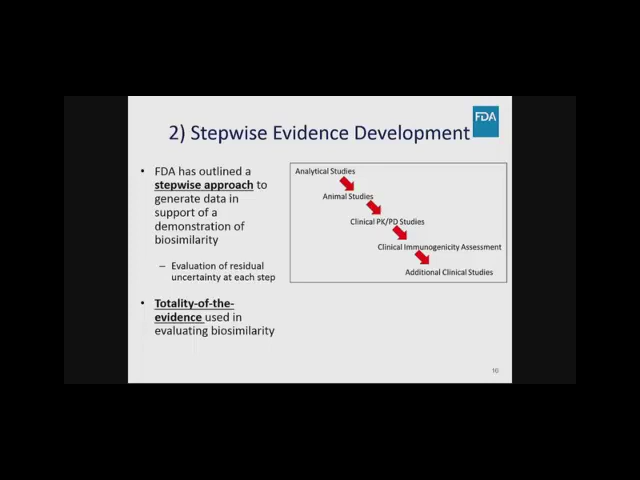 FDA
2) Stepwise Evidence Development
• FDA has outlined a
stepwise approach to
generate data in
support of a
demonstration of
biosimilarity
– Evaluation of residual
uncertainty at each step
• Totality-of-the-
evidence used in
evaluating biosimilarity
Analytical Studies
Animal Studies
Clinical PK/PD Studies
Clinical Immunogenicity Assessment
Additional Clinical Studies